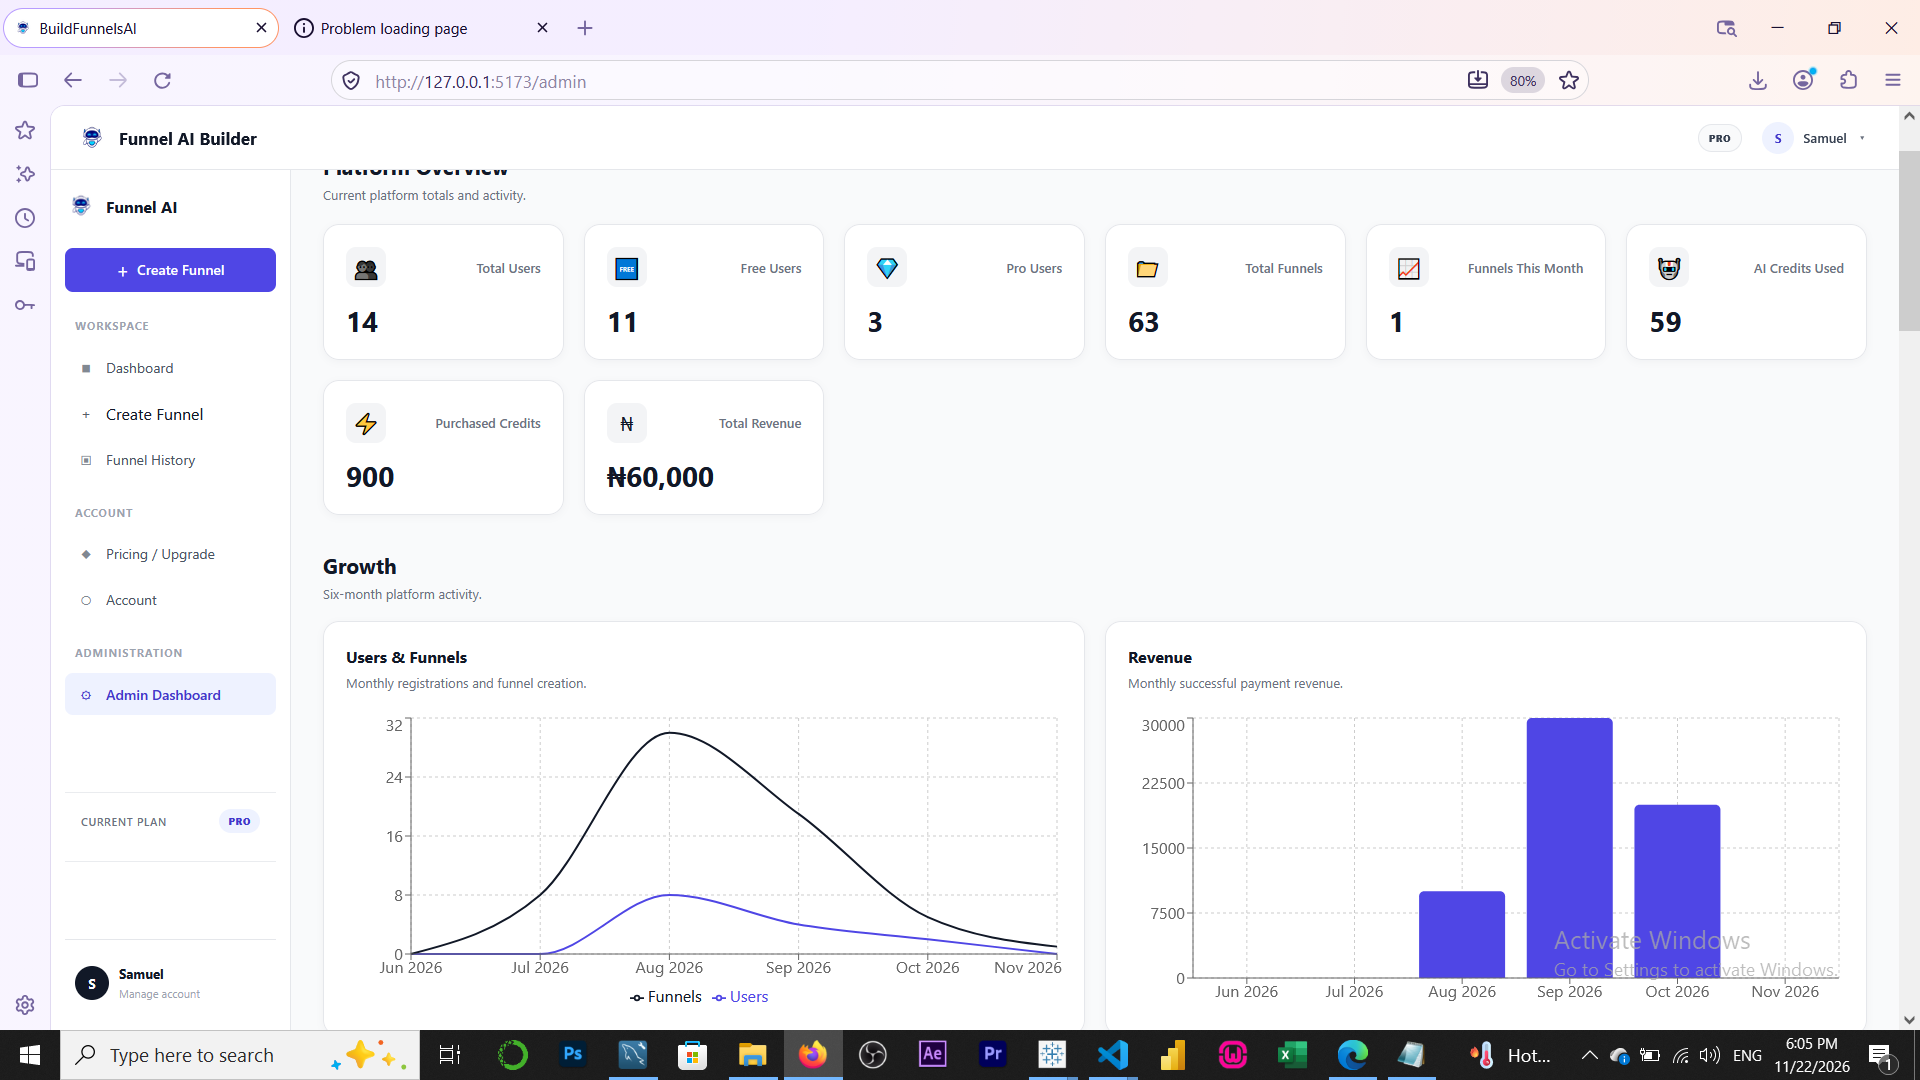 BuildFunnelsAI
Problem loading page
http://127.0.0.1:5173/admin
80%
Funnel AI Builder
PRO
S
Samuel
Funnel AI
+ Create Funnel
WORKSPACE
Dashboard
+ Create Funnel
Funnel History
ACCOUNT
Pricing / Upgrade
Account
ADMINISTRATION
Admin Dashboard
CURRENT PLAN
PRO
S
Samuel
Manage account
Platform Overview
Current platform totals and activity.
Total Users
14
FREE
Free Users
11
Pro Users
3
Total Funnels
63
Funnels This Month
1
AI Credits Used
59
Purchased Credits
900
₦
Total Revenue
₦60,000
Growth
Six-month platform activity.
Users & Funnels
Monthly registrations and funnel creation.
32
24
16
8
0
Jun 2026
Jul 2026
Aug 2026
Sep 2026
Oct 2026
Nov 2026
Funnels
Users
Revenue
Monthly successful payment revenue.
30000
22500
15000
7500
0
Jun 2026
Jul 2026
Aug 2026
Sep 2026
Oct 2026
Nov 2026
Activate Windows
Go to Settings to activate Windows.
Type here to search
Ps
Ae
Pr
Hot...
ENG
6:05 PM
11/22/2026
1